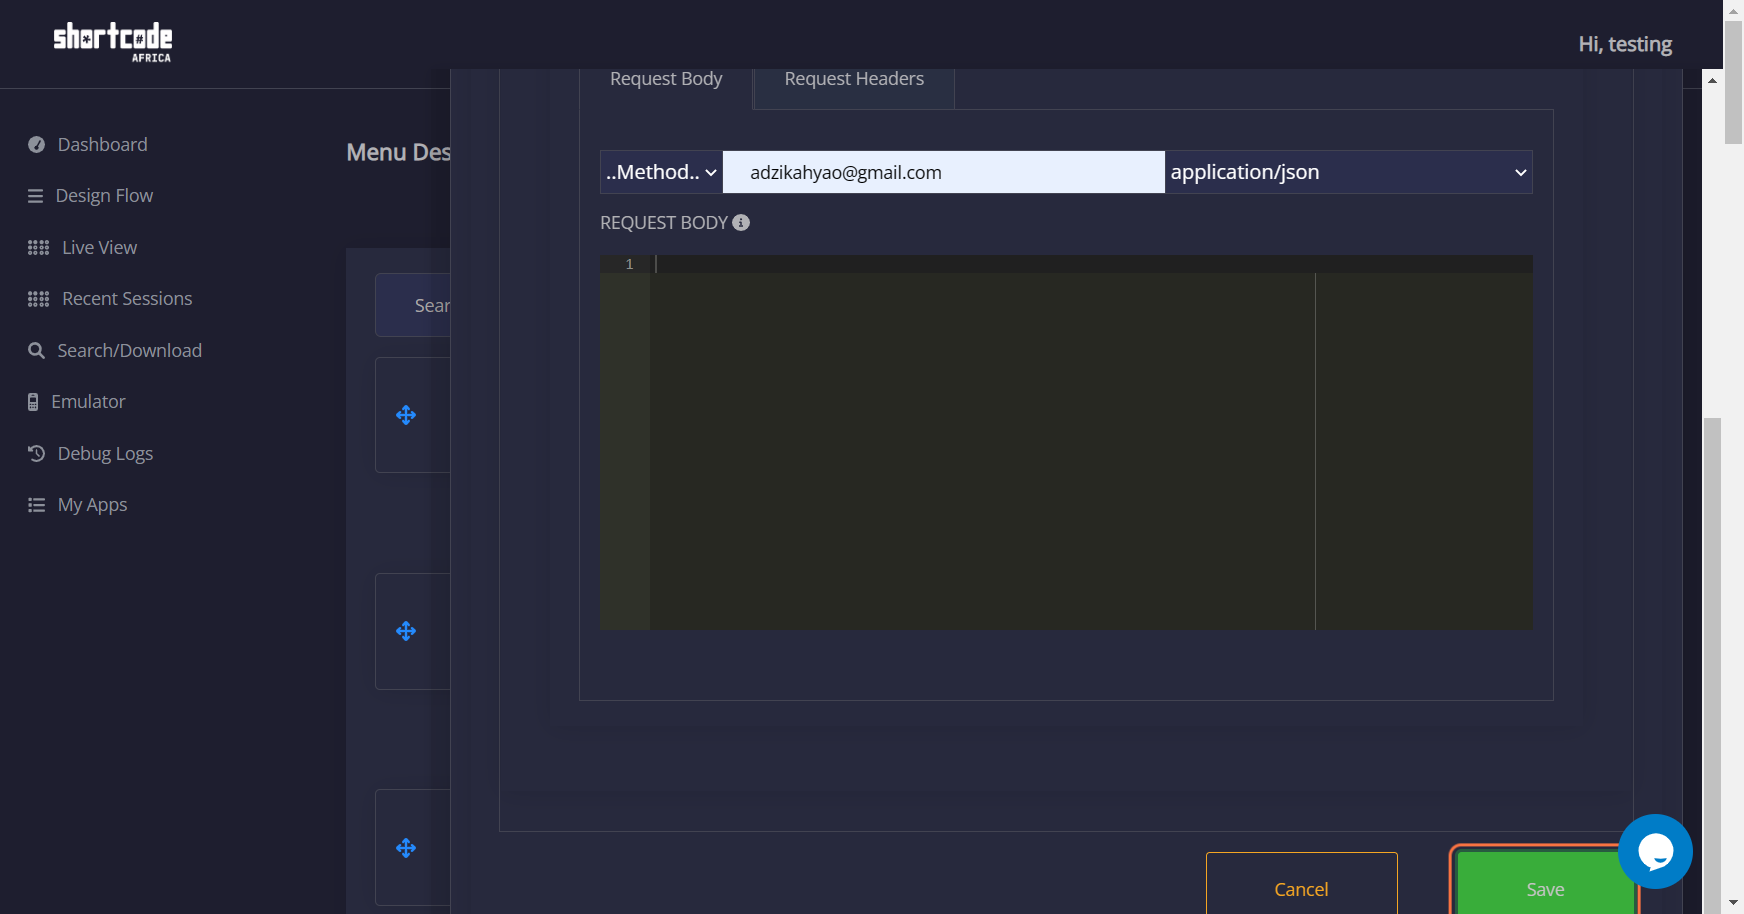 shortcode
AFRICA
Hi, testing
Request Body
Request Headers
Dashboard
Design Flow
Live View
Recent Sessions
Search/Download
Emulator
Debug Logs
My Apps
Menu Des
Sear
..Method..
adzikahyao@gmail.com
application/json
REQUEST BODY
1
Cancel
Save